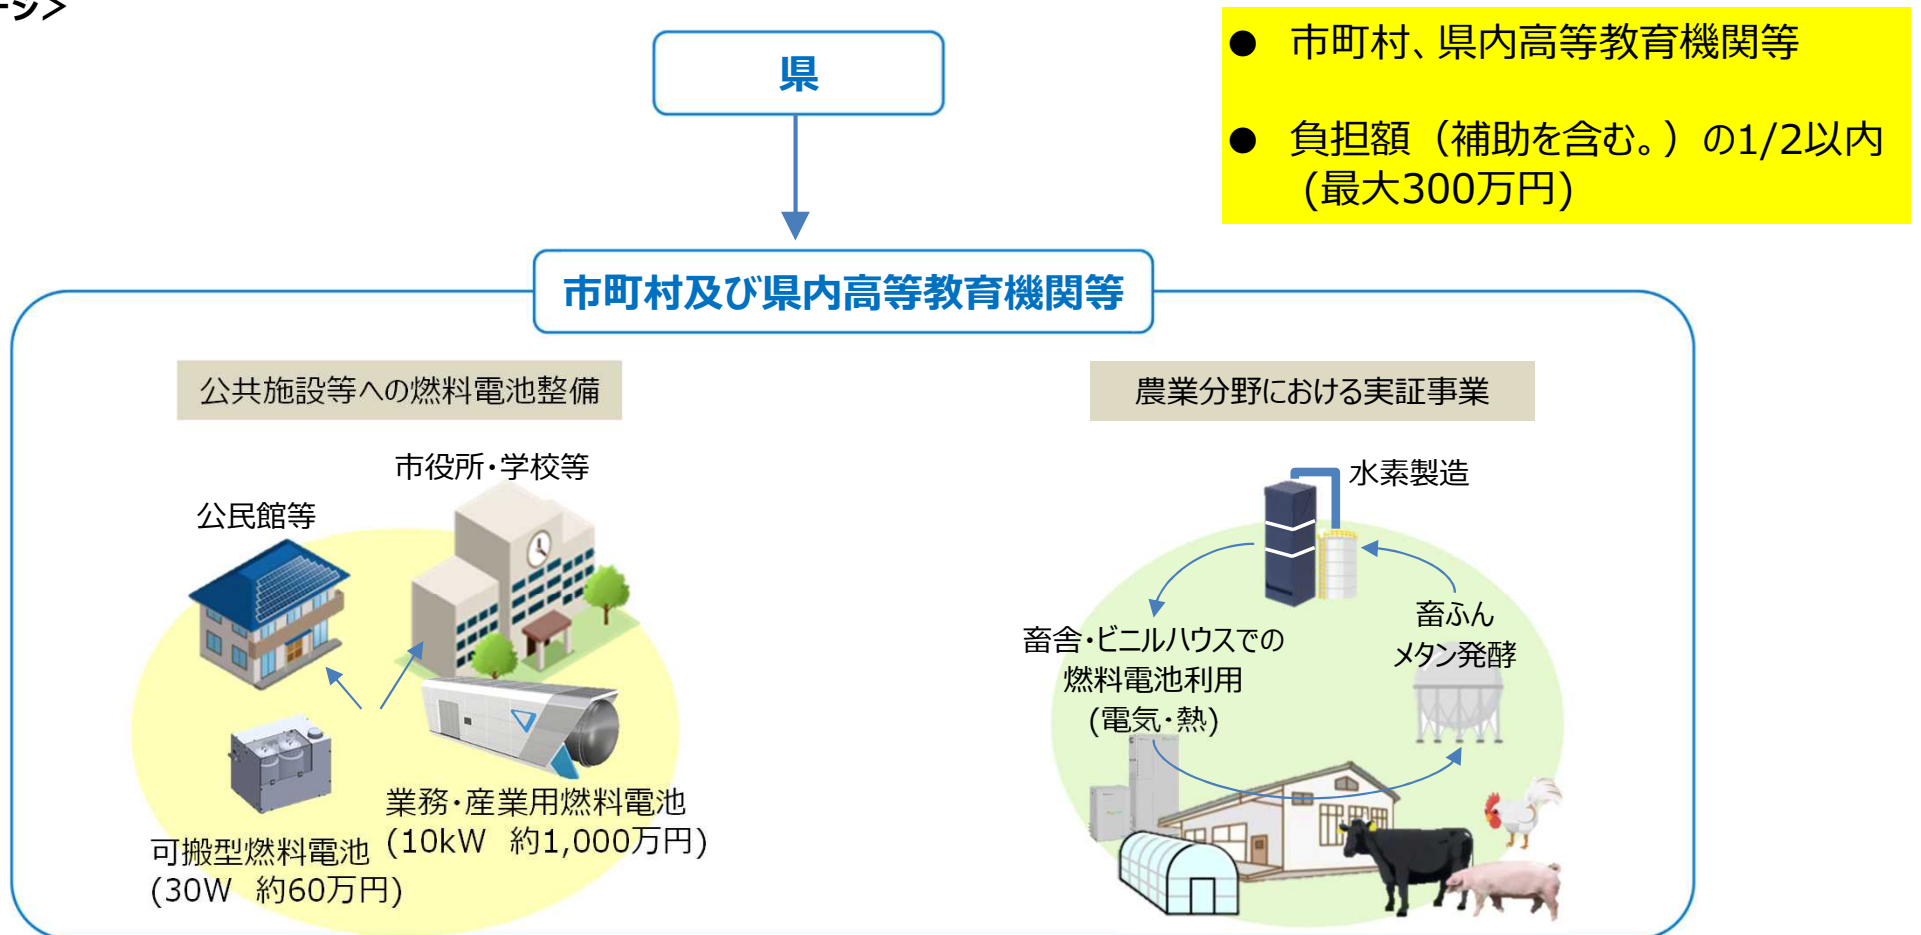 ージ＞
県
● 市町村、県内高等教育機関等
● 負担額（補助を含む。）の1/2以内
(最大300万円)
市町村及び県内高等教育機関等
公共施設等への燃料電池整備
市役所・学校等
公民館等
業務・産業用燃料電池
(10kW 約1,000万円)
可搬型燃料電池
(30W 約60万円)
農業分野における実証事業
水素製造
畜ふん
メタン発酵
畜舎・ビニルハウスでの
燃料電池利用
(電気・熱)